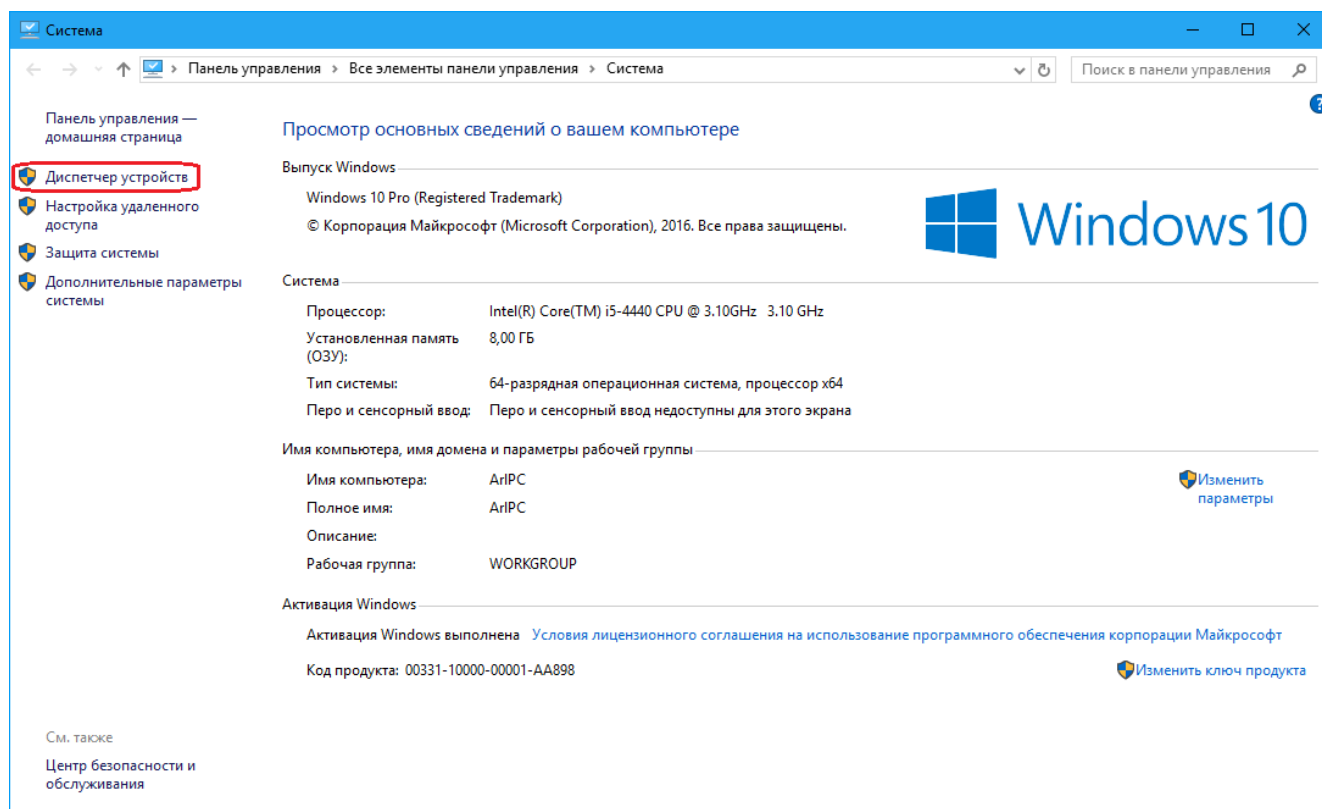 Система
Панель управления › Все элементы панели управления › Система
Поиск в панели управления
?
Панель управления —
домашняя страница
Диспетчер устройств
Настройка удаленного
доступа
Защита системы
Дополнительные параметры
системы
Просмотр основных сведений о вашем компьютере
Выпуск Windows
Windows 10 Pro (Registered Trademark)
© Корпорация Майкрософт (Microsoft Corporation), 2016. Все права защищены.
Windows 10
Система
Процессор: Intel(R) Core(TM) i5-4440 CPU @ 3.10GHz 3.10 GHz
Установленная память 8,00 ГБ
(ОЗУ):
Тип системы: 64-разрядная операционная система, процессор x64
Перо и сенсорный ввод: Перо и сенсорный ввод недоступны для этого экрана
Имя компьютера, имя домена и параметры рабочей группы
Имя компьютера: ArIPC
Изменить
параметры
Полное имя: ArIPC
Описание:
Рабочая группа: WORKGROUP
Активация Windows
Активация Windows выполнена Условия лицензионного соглашения на использование программного обеспечения корпорации Майкрософт
Код продукта: 00331-10000-00001-AA898 Изменить ключ продукта
См. также
Центр безопасности и
обслуживания